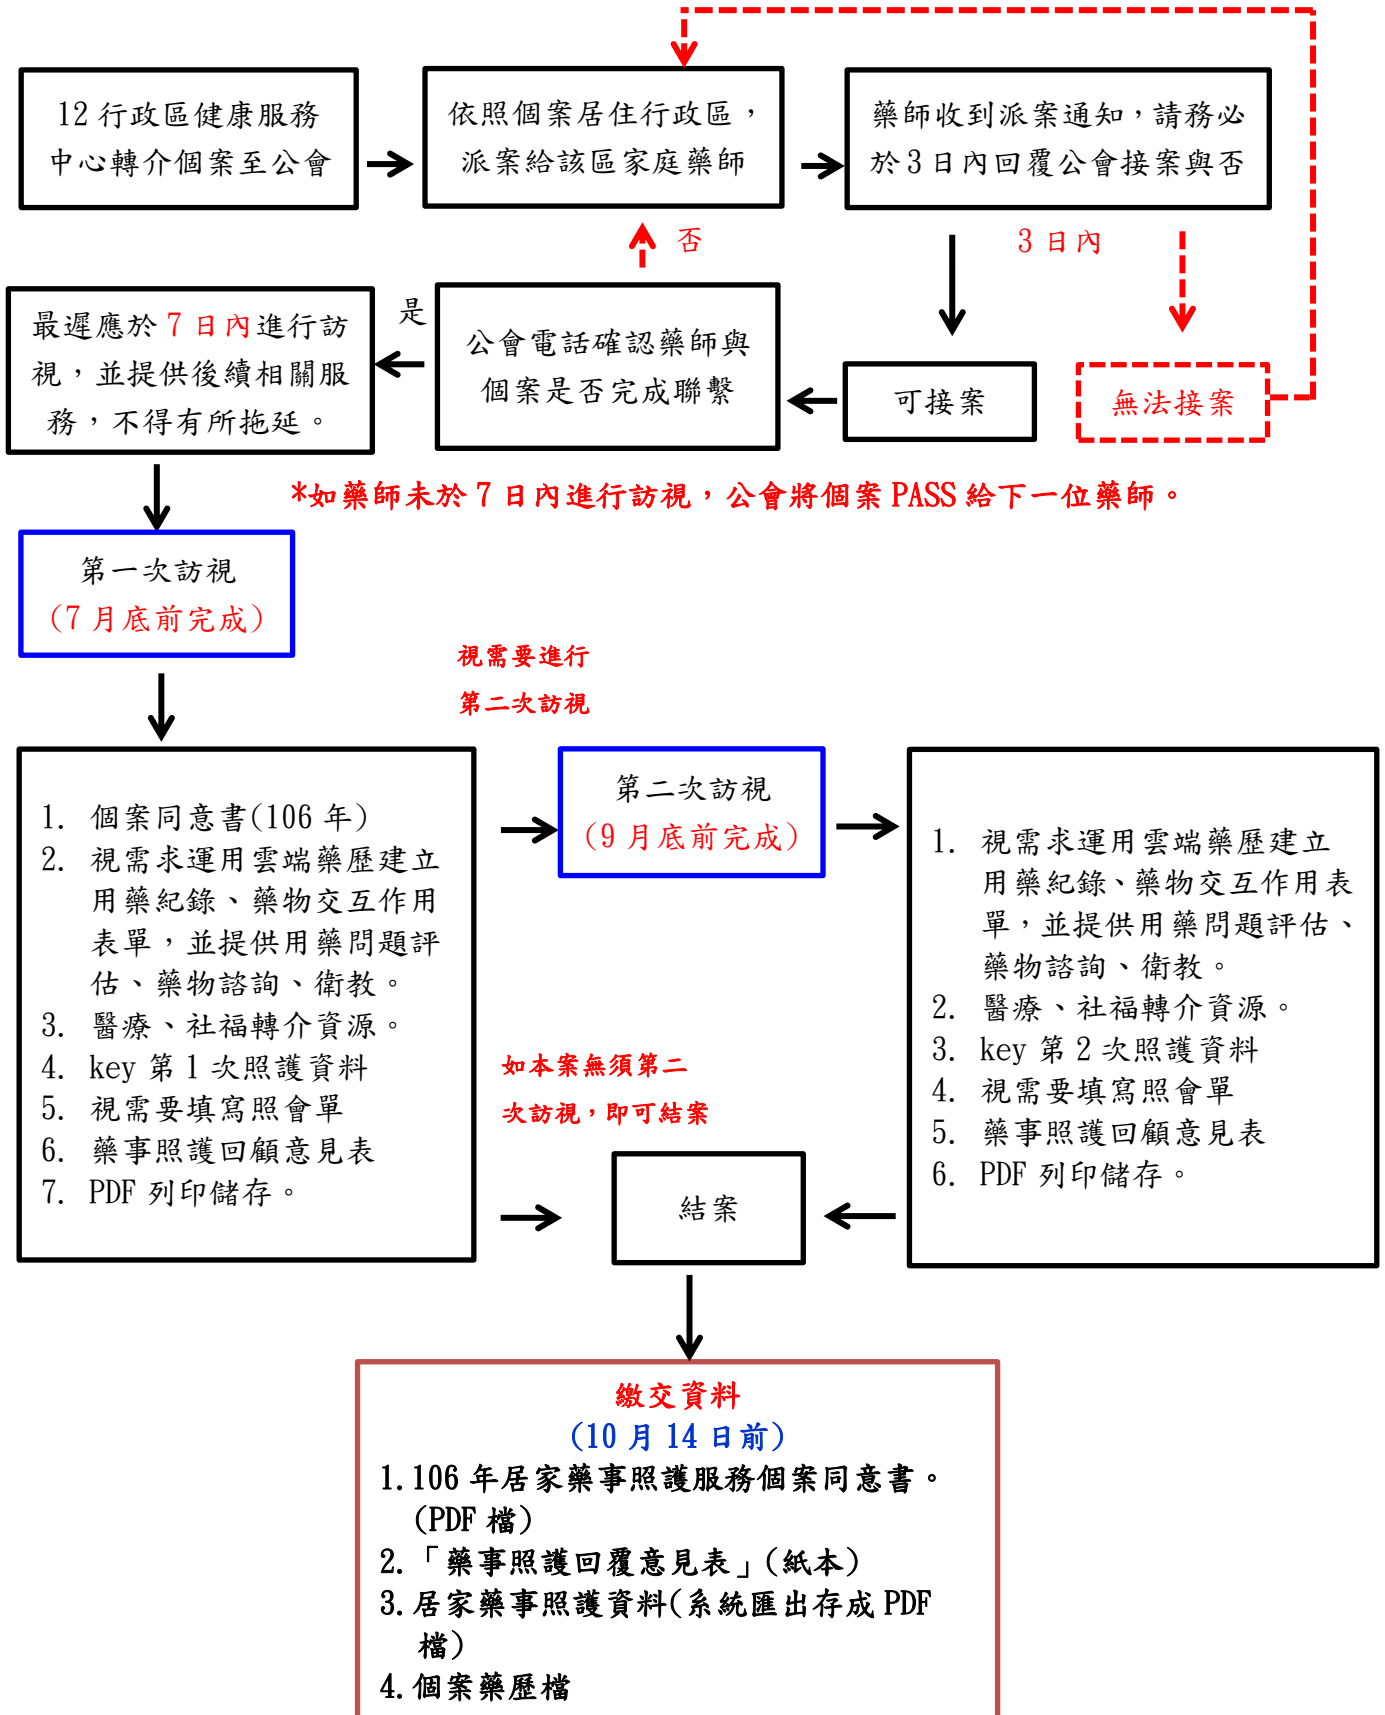 12 行政區健康服務
中心轉介個案至公會
依照個案居住行政區，
派案給該區家庭藥師
藥師收到派案通知，請務必
於 3 日內回覆公會接案與否
否
3 日內
是
最遲應於 7 日內進行訪
視，並提供後續相關服
務，不得有所拖延。
公會電話確認藥師與
個案是否完成聯繫
可接案
無法接案
*如藥師未於 7 日內進行訪視，公會將個案 PASS 給下一位藥師。
第一次訪視
(7 月底前完成)
視需要進行
第二次訪視
第二次訪視
(9 月底前完成)
1. 個案同意書(106 年)
2. 視需求運用雲端藥歷建立
用藥紀錄、藥物交互作用
表單，並提供用藥問題評
估、藥物諮詢、衛教。
3. 醫療、社福轉介資源。
4. key 第 1 次照護資料
5. 視需要填寫照會單
6. 藥事照護回顧意見表
7. PDF 列印儲存。
1. 視需求運用雲端藥歷建立
用藥紀錄、藥物交互作用表
單，並提供用藥問題評估、
藥物諮詢、衛教。
2. 醫療、社福轉介資源。
3. key 第 2 次照護資料
4. 視需要填寫照會單
5. 藥事照護回顧意見表
6. PDF 列印儲存。
如本案無須第二
次訪視，即可結案
結案
繳交資料
(10 月 14 日前)
1.106 年居家藥事照護服務個案同意書。
(PDF 檔)
2.「藥事照護回覆意見表」(紙本)
3.居家藥事照護資料(系統匯出存成 PDF
檔)
4.個案藥歷檔